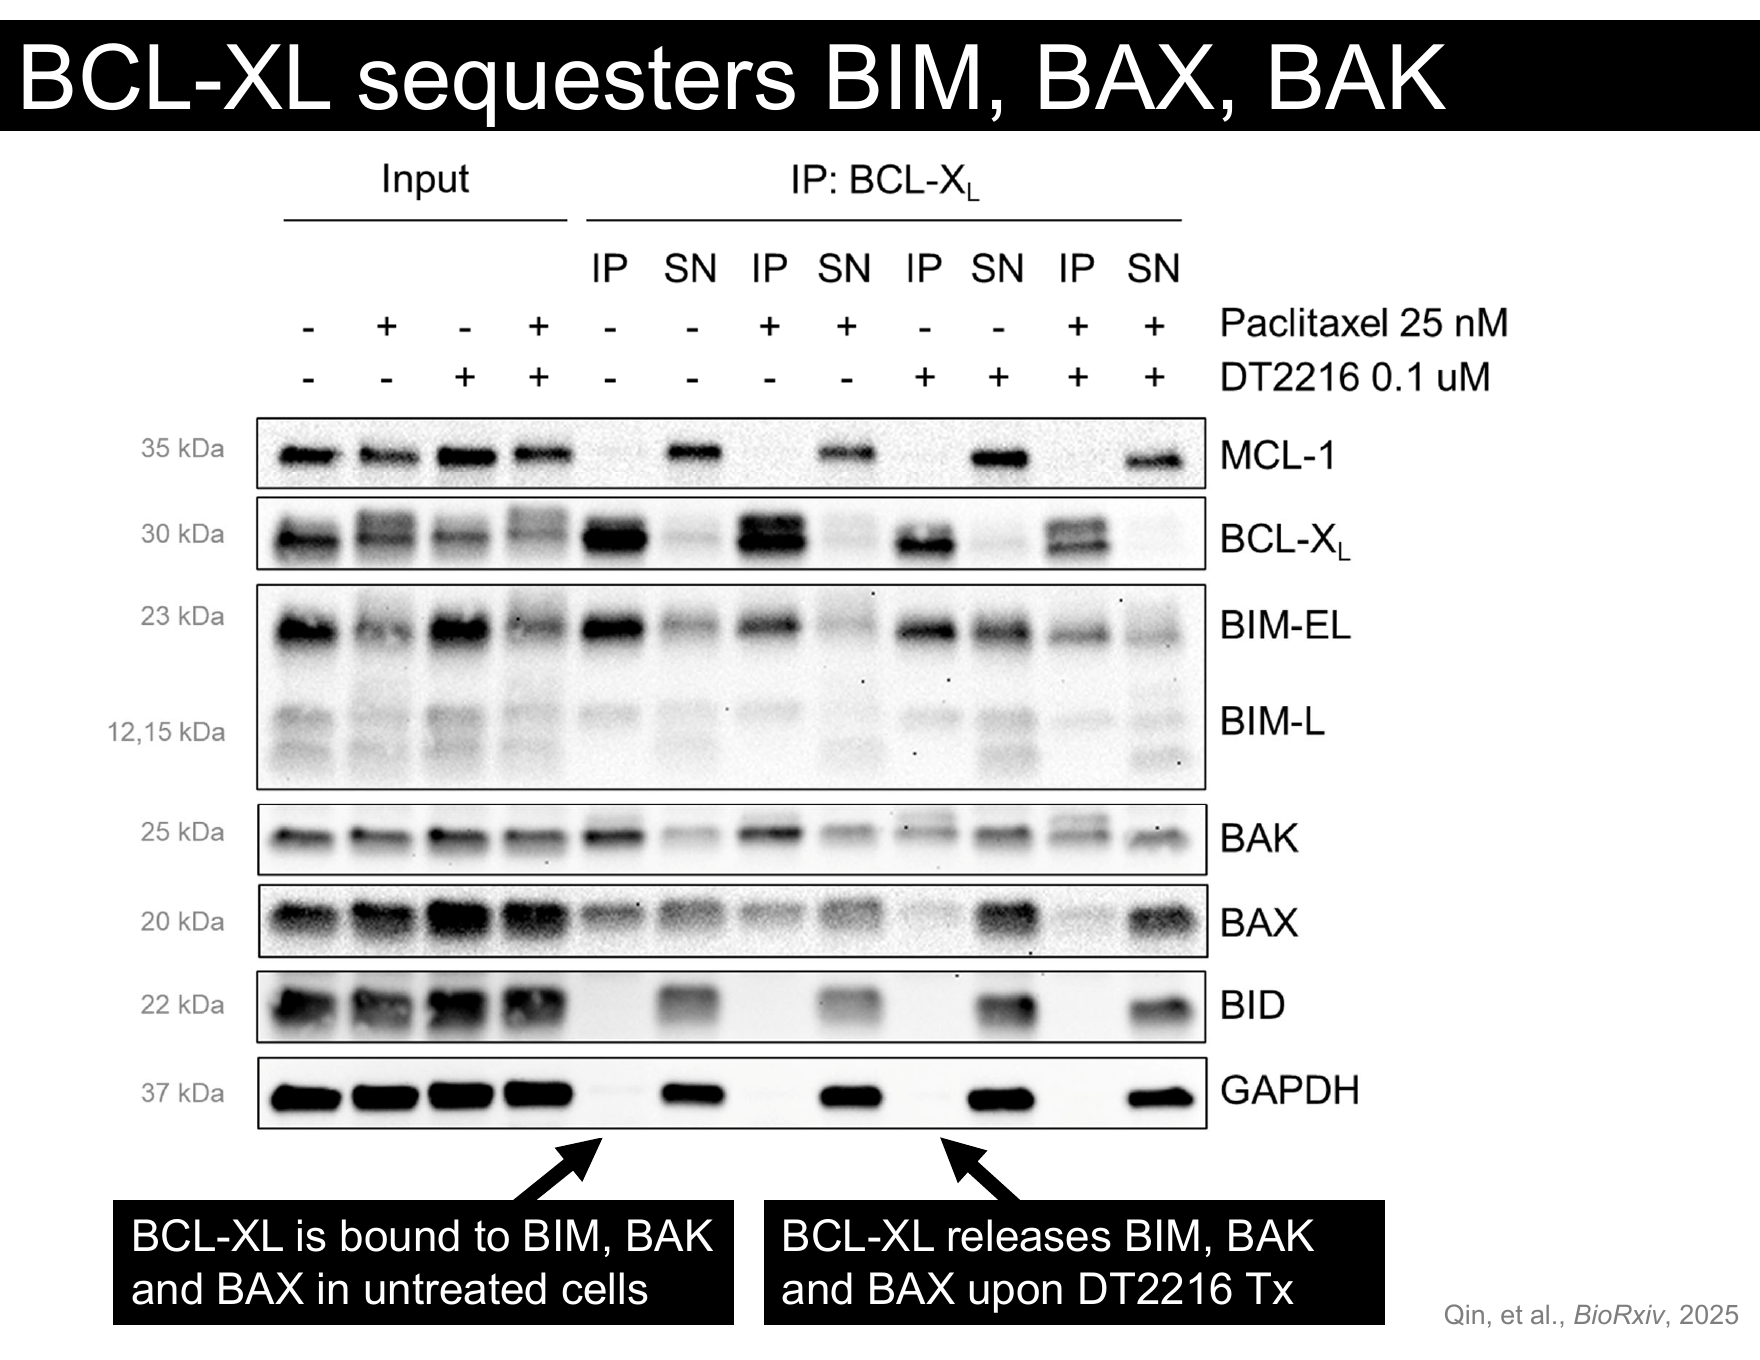 BCL-XL sequesters BIM, BAX, BAK
Input IP: BCL-XL
IP SN IP SN IP SN IP SN
- + - + - - + + - - + + Paclitaxel 25 nM
- - + + - - - - + + + + DT2216 0.1 uM
35 kDa MCL-1
30 kDa BCL-XL
23 kDa BIM-EL
12,15 kDa BIM-L
25 kDa BAK
20 kDa BAX
22 kDa BID
37 kDa GAPDH
BCL-XL is bound to BIM, BAK
and BAX in untreated cells
BCL-XL releases BIM, BAK
and BAX upon DT2216 Tx
Qin, et al., BioRxiv, 2025